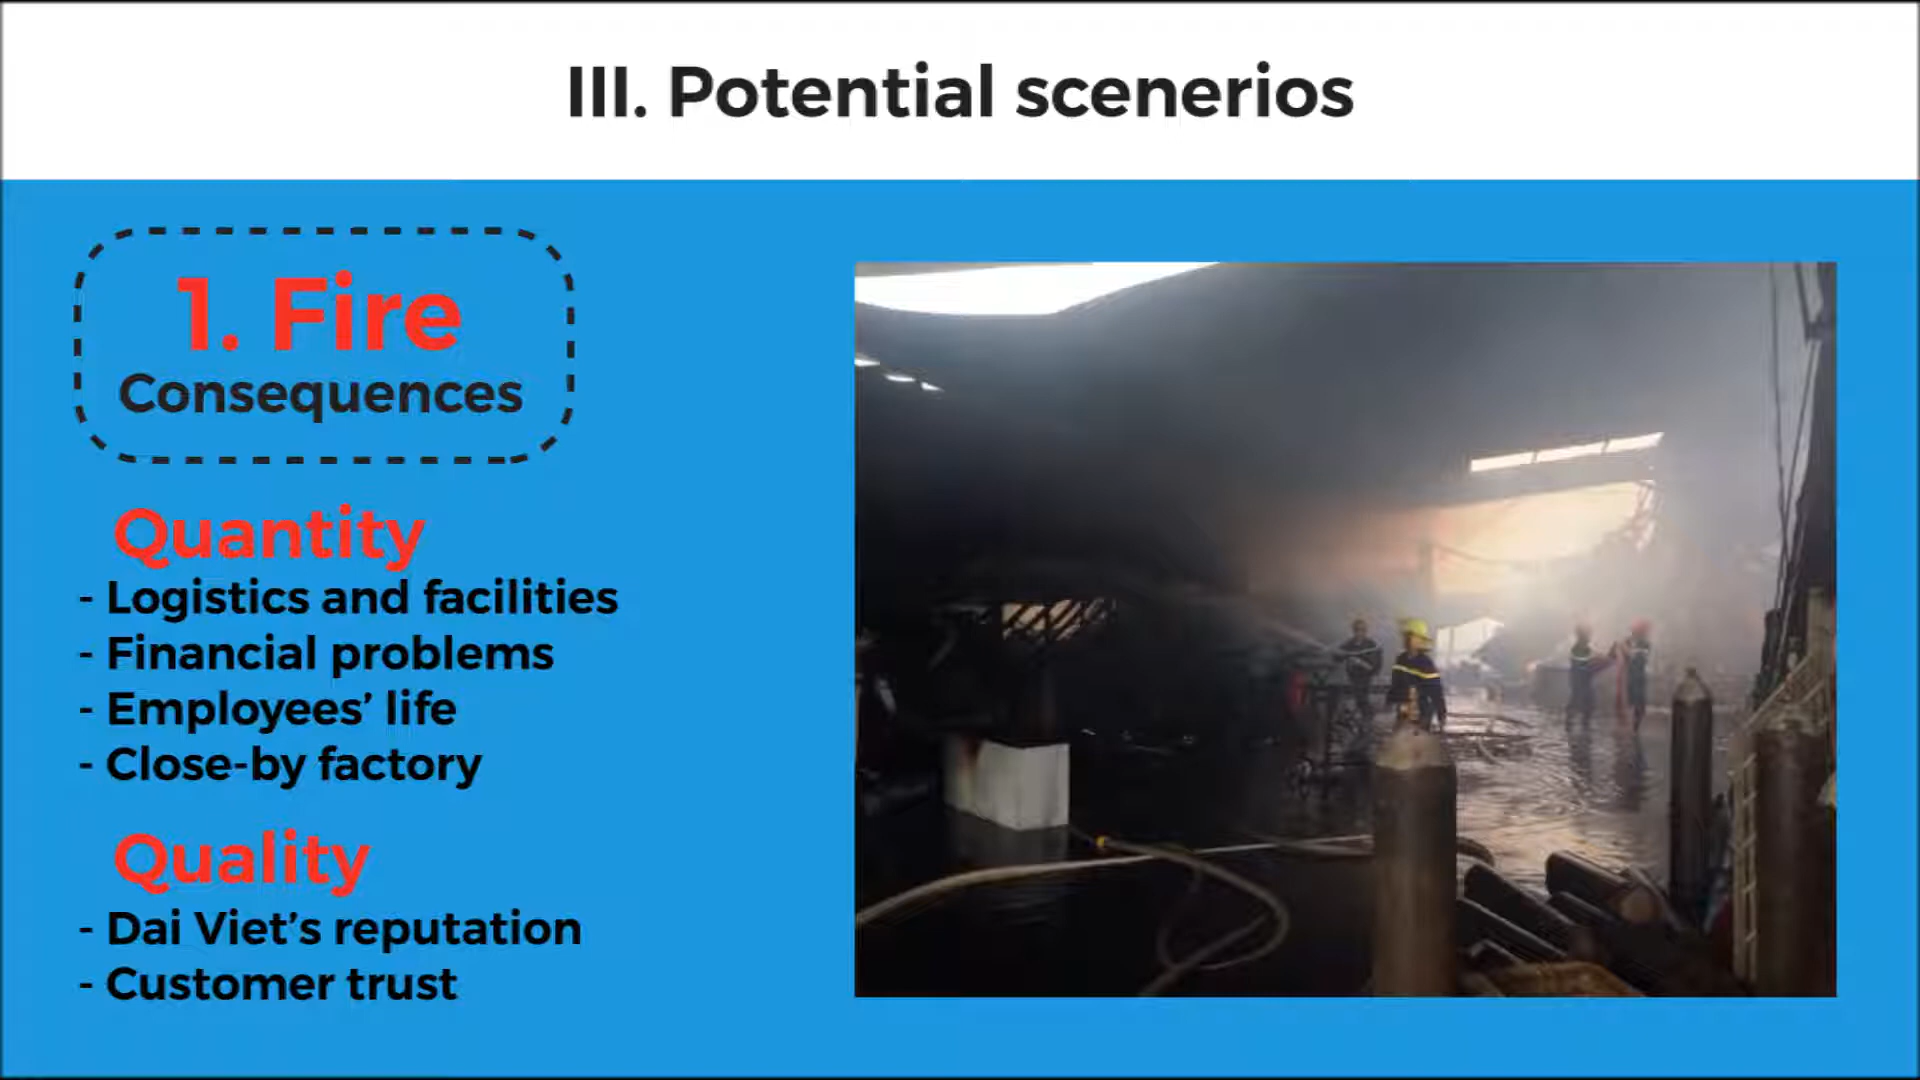 III. Potential scenerios
1. Fire
Consequences
Quantity
- Logistics and facilities
- Financial problems
- Employees’ life
- Close-by factory
Quality
- Dai Viet’s reputation
- Customer trust